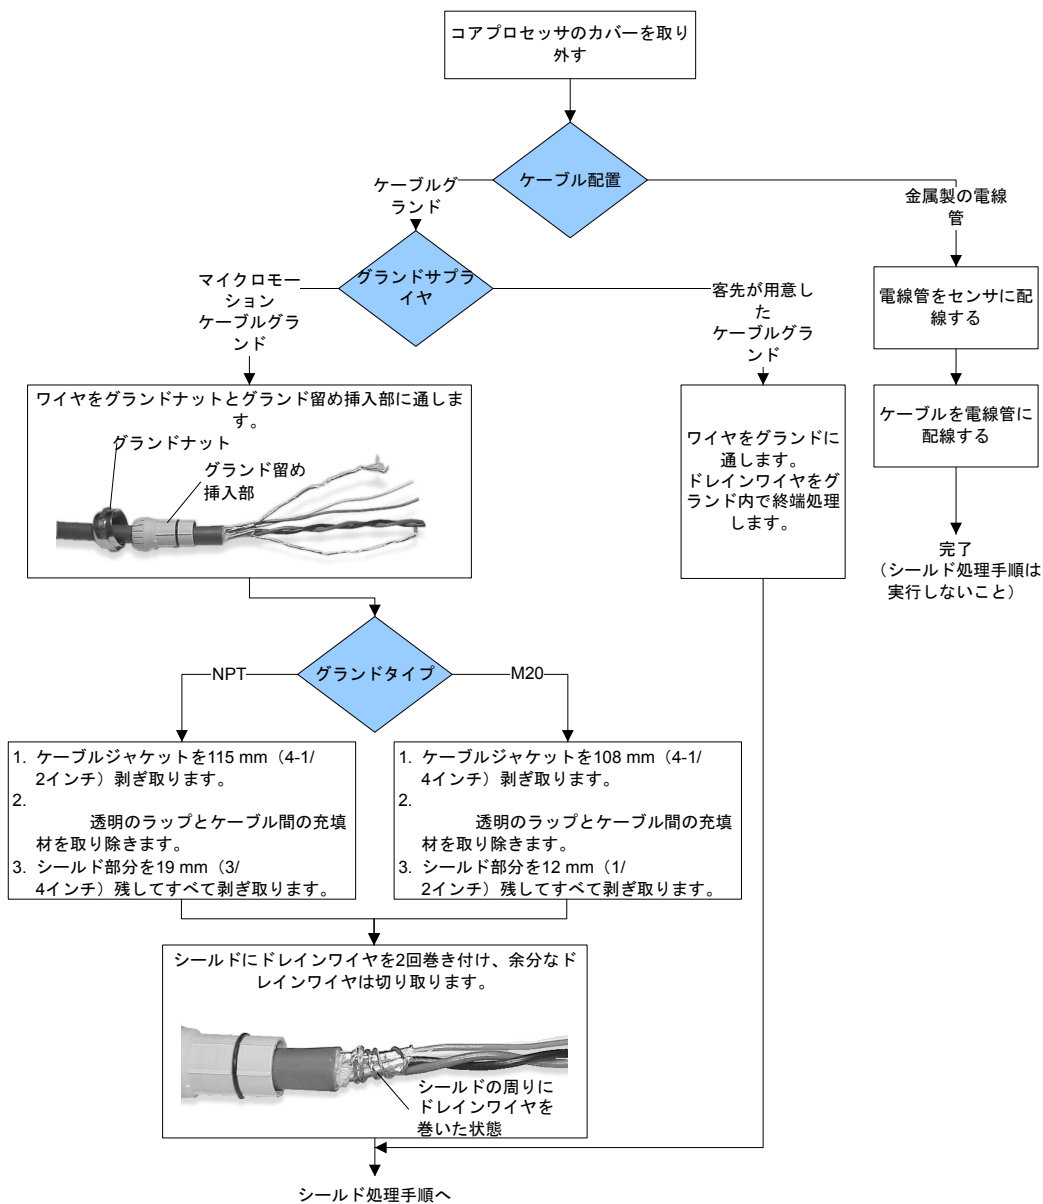 コアプロセッサのカバーを取り
外す
ケーブル配置
ケーブルグ
ランド
金属製の電線
管
グランドサプラ
イヤ
マイクロモー
ション
ケーブルグラ
ンド
客先が用意し
た
ケーブルグラ
ンド
電線管をセンサに配
線する
ケーブルを電線管に
配線する
完了
（シールド処理手順は
実行しないこと）
ワイヤをグランドナットとグランド留め挿入部に通しま
す。
グランドナット
グランド留め
挿入部
ワイヤをグランドに
通します。
ドレインワイヤをグ
ランド内で終端処理
します。
グランドタイプ
NPT
M20
1. ケーブルジャケットを115 mm（4-1/
2インチ）剥ぎ取ります。
2.
透明のラップとケーブル間の充填
材を取り除きます。
3. シールド部分を19 mm（3/
4インチ）残してすべて剥ぎ取ります。
1. ケーブルジャケットを108 mm（4-1/
4インチ）剥ぎ取ります。
2.
透明のラップとケーブル間の充填
材を取り除きます。
3. シールド部分を12 mm（1/
2インチ）残してすべて剥ぎ取ります。
シールドにドレインワイヤを2回巻き付け、余分なド
レインワイヤは切り取ります。
シールドの周りに
ドレインワイヤを
巻いた状態
シールド処理手順へ